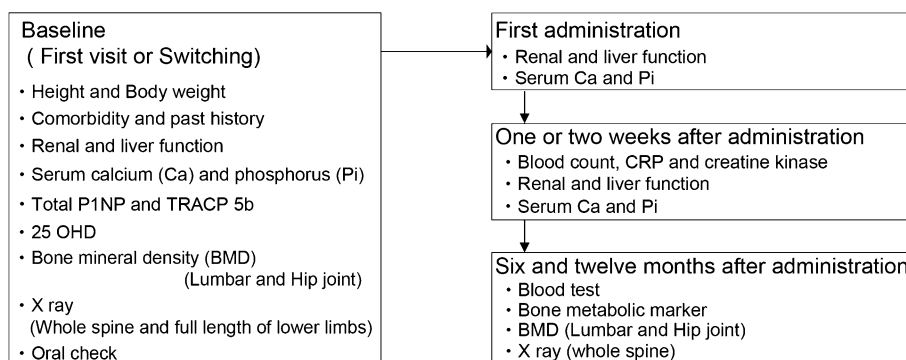 Baseline
( First visit or Switching)
・Height and Body weight
・Comorbidity and past history
・Renal and liver function
・Serum calcium (Ca) and phosphorus (Pi)
・Total P1NP and TRACP 5b
・25 OHD
・Bone mineral density (BMD)
(Lumbar and Hip joint)
・X ray
(Whole spine and full length of lower limbs)
・Oral check
First administration
・Renal and liver function
・Serum Ca and Pi
One or two weeks after administration
・Blood count, CRP and creatine kinase
・Renal and liver function
・Serum Ca and Pi
Six and twelve months after administration
・Blood test
・Bone metabolic marker
・BMD (Lumbar and Hip joint)
・X ray (whole spine)